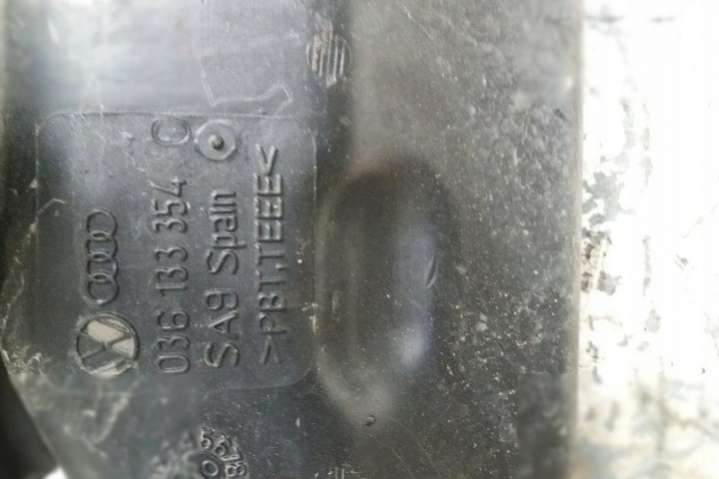 036 133 354 C
SA9 Spain
>PBT,TEEE<